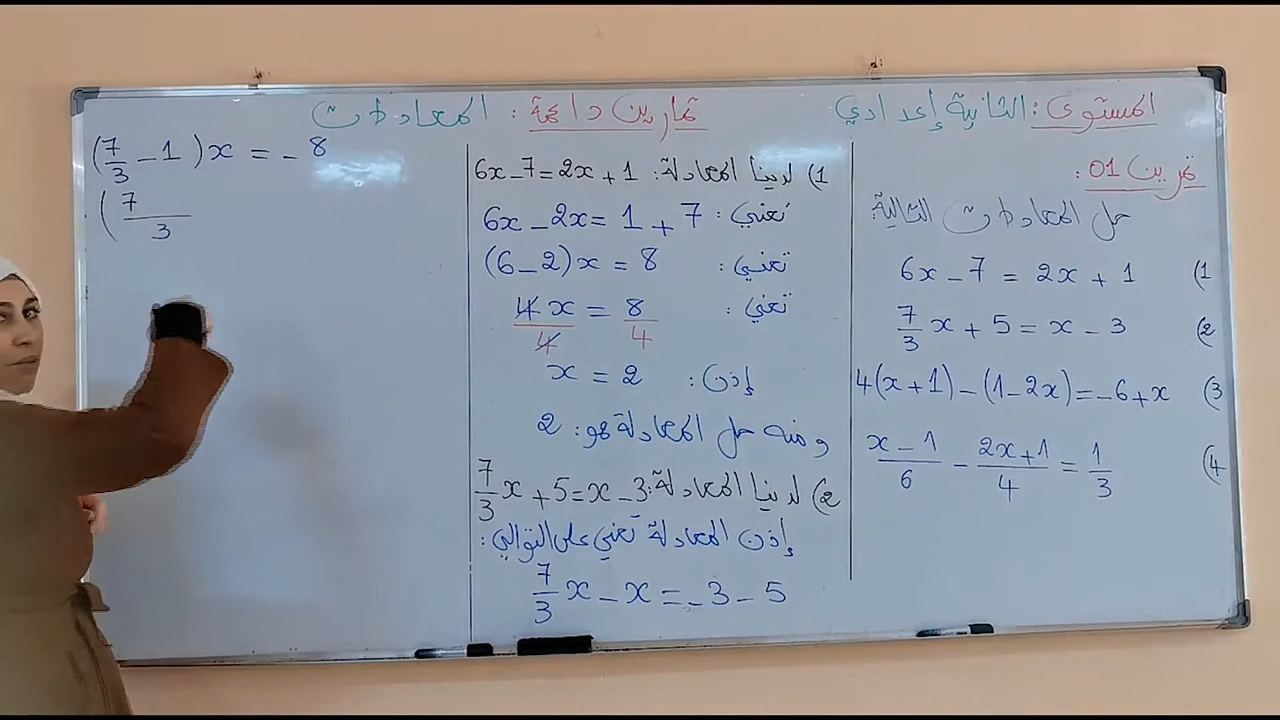 المستوى: الثانية إعدادي
تمارين داعمة: المعادلات
تمرين 01:
حل المعادلات التالية:
1) 6x - 7 = 2x + 1
2) 7/3 x + 5 = x - 3
3) 4(x + 1) - (1 - 2x) = -6 + x
4) (x - 1)/6 - (2x + 1)/4 = 1/3
1) لدينا المعادلة: 6x - 7 = 2x + 1
تعني: 6x - 2x = 1 + 7
تعني: (6 - 2)x = 8
تعني: 4x/4 = 8/4
إذن: x = 2
ومنه حل المعادلة هو: 2
2) لدينا المعادلة: 7/3 x + 5 = x - 3
إذن المعادلة تعني على التوالي:
7/3 x - x = -3 - 5
(7/3 - 1)x = -8
(7/3